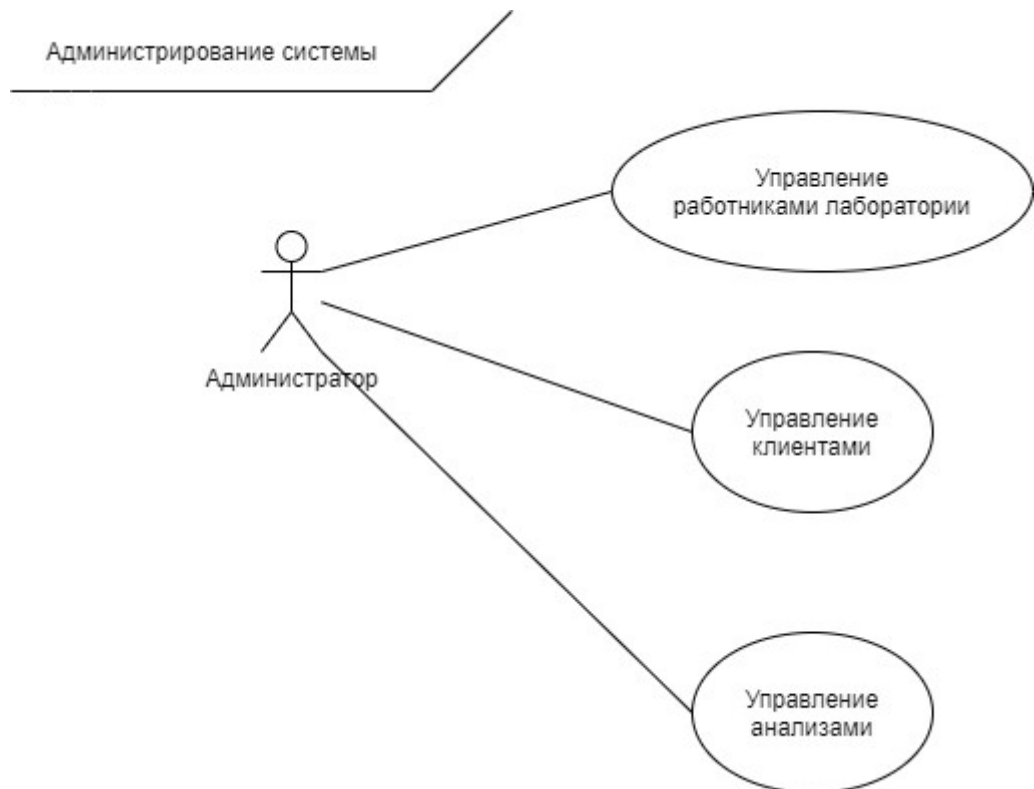 Администрирование системы
Управление
работниками лаборатории
Администратор
Управление
клиентами
Управление
анализами